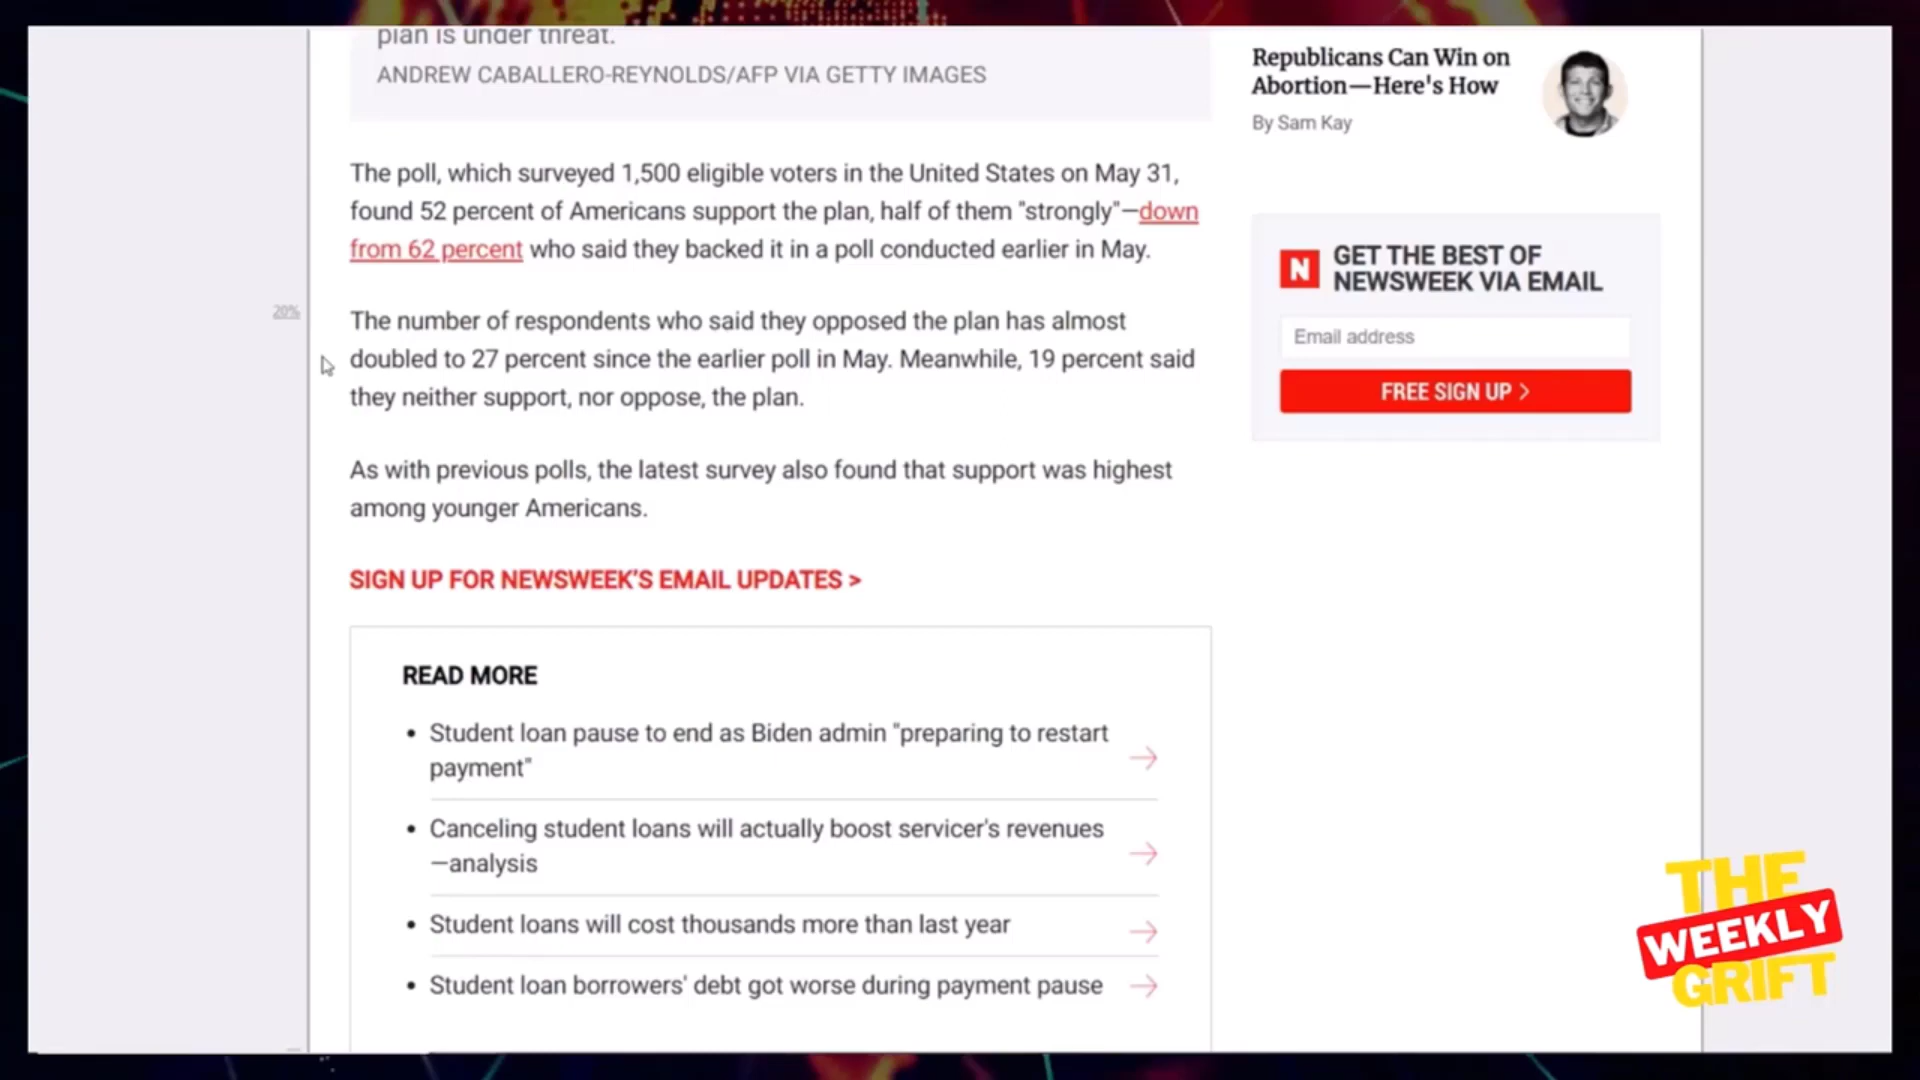 plan is under threat.
ANDREW CABALLERO-REYNOLDS/AFP VIA GETTY IMAGES
The poll, which surveyed 1,500 eligible voters in the United States on May 31,
found 52 percent of Americans support the plan, half of them "strongly"—down
from 62 percent who said they backed it in a poll conducted earlier in May.
20%
The number of respondents who said they opposed the plan has almost
doubled to 27 percent since the earlier poll in May. Meanwhile, 19 percent said
they neither support, nor oppose, the plan.
As with previous polls, the latest survey also found that support was highest
among younger Americans.
SIGN UP FOR NEWSWEEK'S EMAIL UPDATES >
READ MORE
• Student loan pause to end as Biden admin "preparing to restart
payment"
• Canceling student loans will actually boost servicer's revenues
—analysis
• Student loans will cost thousands more than last year
• Student loan borrowers' debt got worse during payment pause
Republicans Can Win on
Abortion—Here's How
By Sam Kay
N
GET THE BEST OF
NEWSWEEK VIA EMAIL
Email address
FREE SIGN UP >
THE
WEEKLY
GRIFT